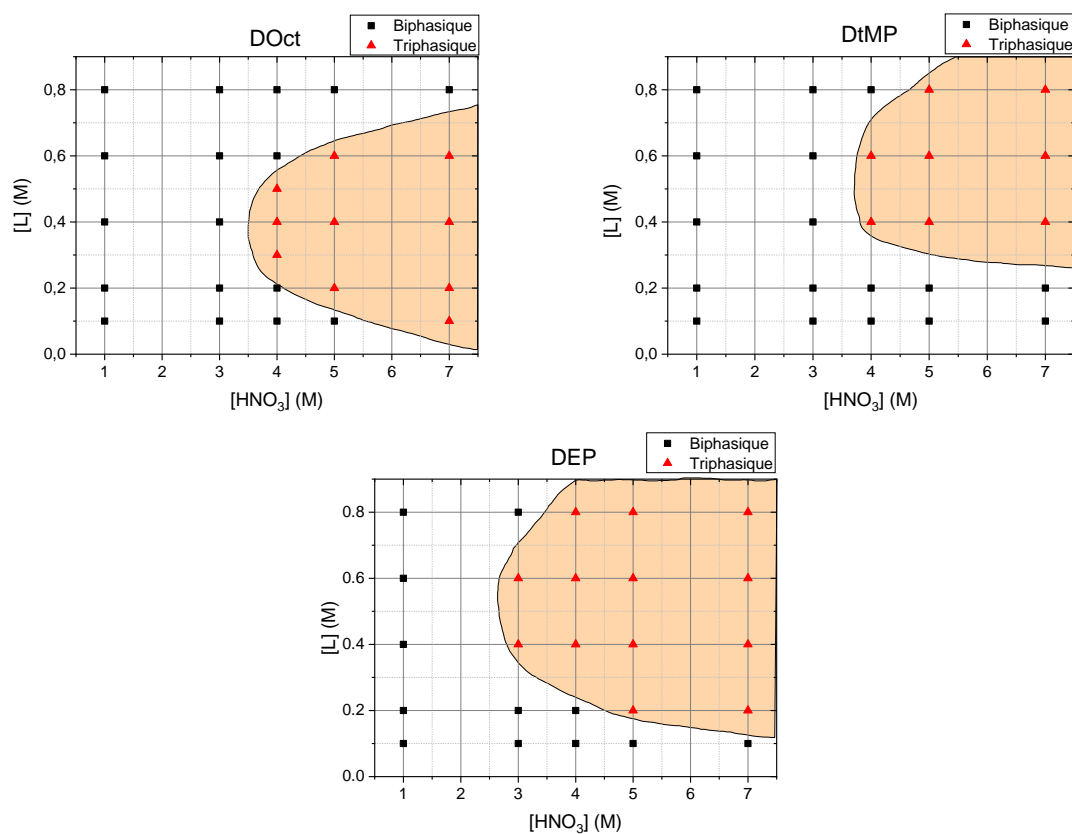 DOct
Biphasique
Triphasique
0,8
0,6
0,4
0,2
0,0
[L] (M)
1 2 3 4 5 6 7
[HNO₃] (M)
DtMP
Biphasique
Triphasique
0,8
0,6
0,4
0,2
0,0
[L] (M)
1 2 3 4 5 6 7
[HNO₃] (M)
DEP
Biphasique
Triphasique
0.8
0.6
0.4
0.2
0.0
[L] (M)
1 2 3 4 5 6 7
[HNO₃] (M)